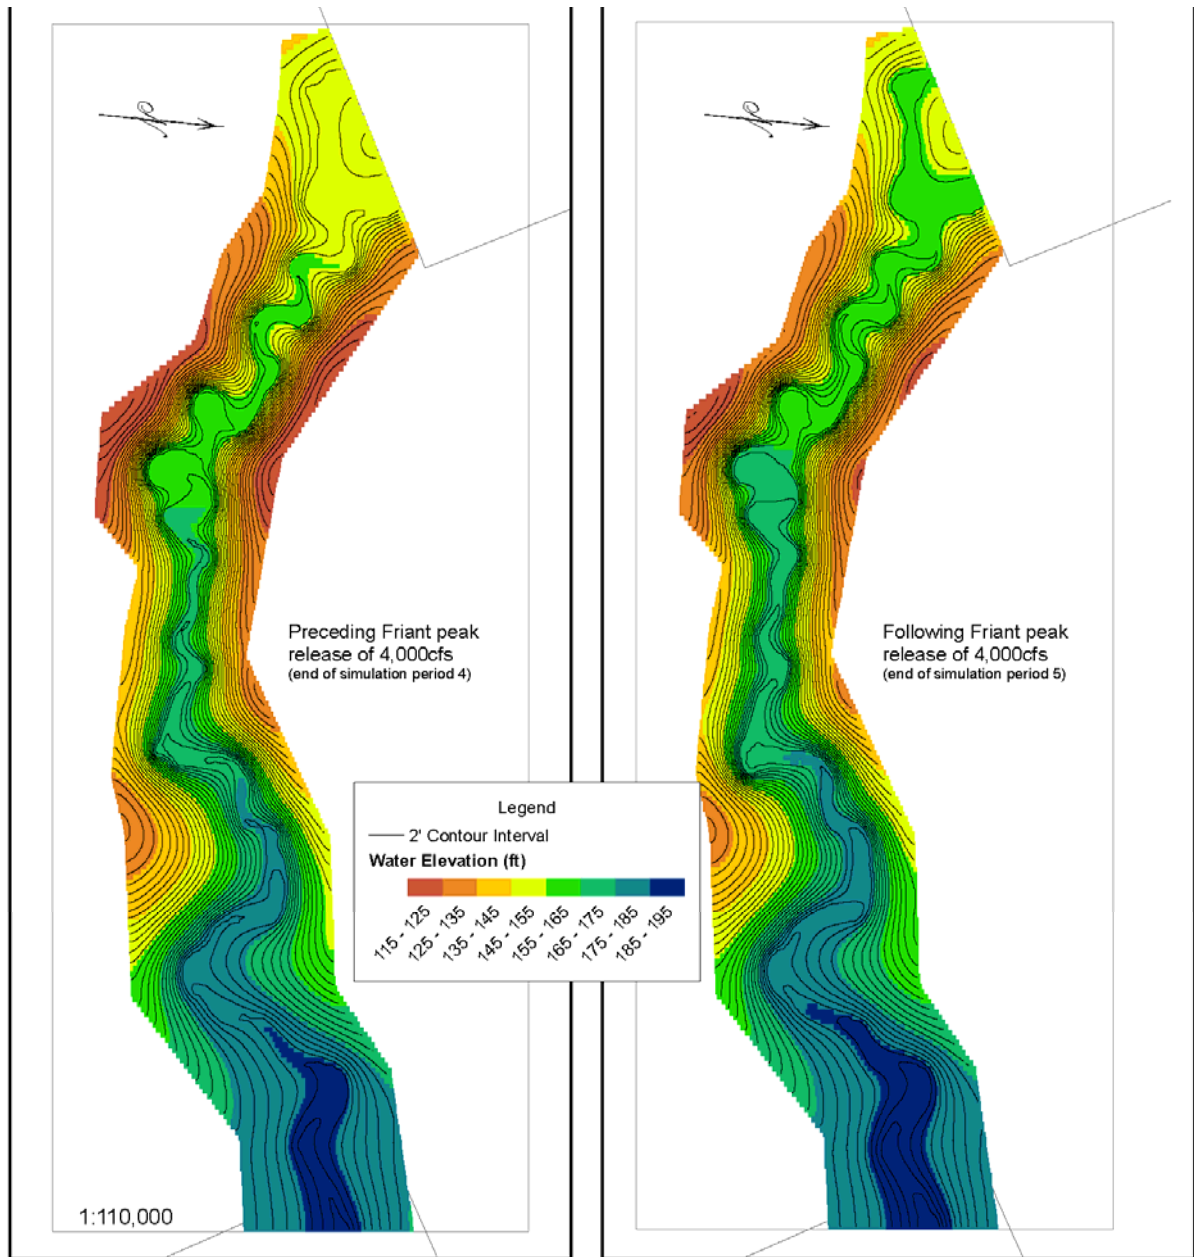 Preceding Friant peak
release of 4,000cfs
(end of simulation period 4)
Following Friant peak
release of 4,000cfs
(end of simulation period 5)
Legend
2' Contour Interval
Water Elevation (ft)
115 - 125
125 - 135
135 - 145
145 - 155
155 - 165
165 - 175
175 - 185
185 - 195
1:110,000